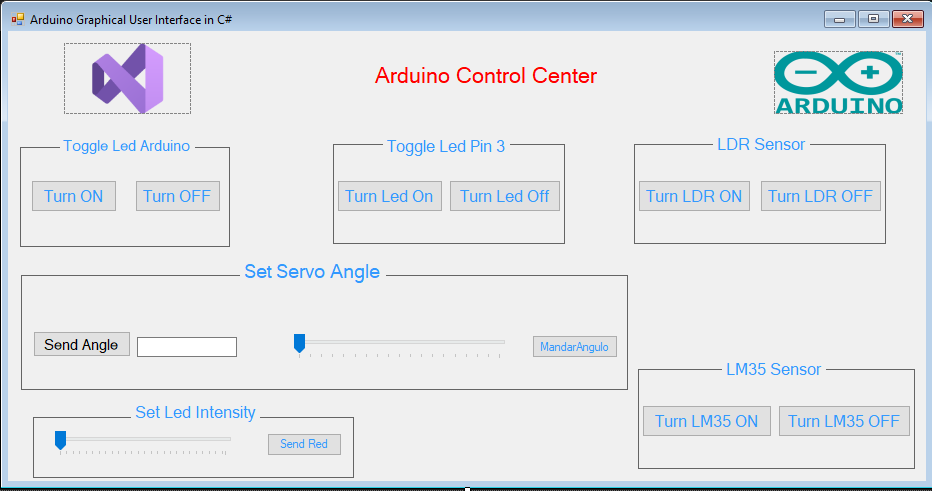 Arduino Graphical User Interface in C#
Arduino Control Center
ARDUINO
Toggle Led Arduino
Turn ON
Turn OFF
Toggle Led Pin 3
Turn Led On
Turn Led Off
LDR Sensor
Turn LDR ON
Turn LDR OFF
Set Servo Angle
Send Angle
MandarAngulo
LM35 Sensor
Turn LM35 ON
Turn LM35 OFF
Set Led Intensity
Send Red